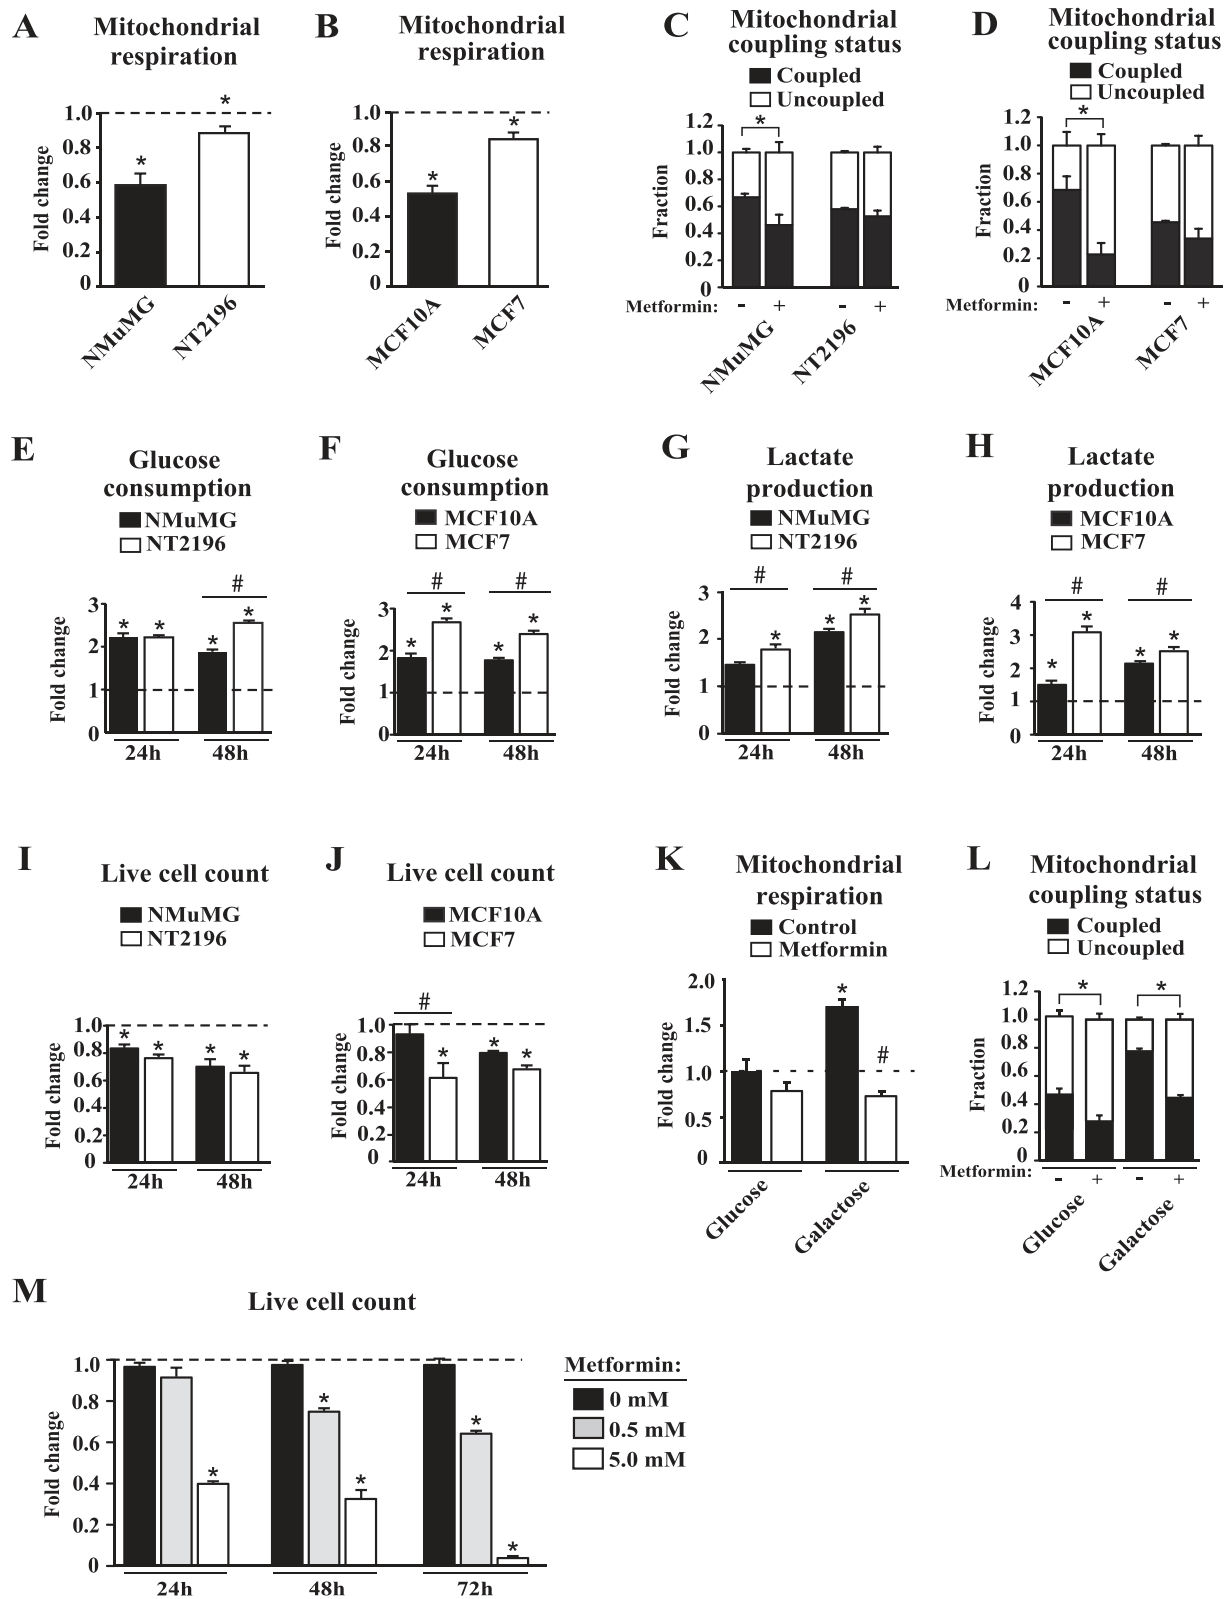 A
Mitochondrial
respiration
*
*
1.0
0.8
0.6
0.4
0.2
0
Fold change
NMuMG
NT2196
B
Mitochondrial
respiration
*
*
1.0
0.8
0.6
0.4
0.2
0
Fold change
MCF10A
MCF7
C
Mitochondrial
coupling status
Coupled
Uncoupled
*
1.2
1.0
0.8
0.6
0.4
0.2
0
Fraction
Metformin: - + - +
NMuMG
NT2196
D
Mitochondrial
coupling status
Coupled
Uncoupled
*
1.2
1.0
0.8
0.6
0.4
0.2
0
Fraction
Metformin: - + - +
MCF10A
MCF7
E
Glucose
consumption
NMuMG
NT2196
#
* * * *
3
2
1
0
Fold change
24h 48h
F
Glucose
consumption
MCF10A
MCF7
# #
* * * *
3
2
1
0
Fold change
24h 48h
G
Lactate
production
NMuMG
NT2196
# #
* * *
3
2
1
0
Fold change
24h 48h
H
Lactate
production
MCF10A
MCF7
# #
* * * *
4
3
2
1
0
Fold change
24h 48h
I
Live cell count
NMuMG
NT2196
* * * *
1.0
0.8
0.6
0.4
0.2
0
Fold change
24h 48h
J
Live cell count
MCF10A
MCF7
#
* * *
1.0
0.8
0.6
0.4
0.2
0
Fold change
24h 48h
K
Mitochondrial
respiration
Control
Metformin
*
#
2.0
1.5
1.0
0.5
0
Fold change
Glucose
Galactose
L
Mitochondrial
coupling status
Coupled
Uncoupled
* *
1.2
1.0
0.8
0.6
0.4
0.2
0
Fraction
Metformin: - + - +
Glucose
Galactose
M
Live cell count
* * * * *
1.0
0.8
0.6
0.4
0.2
0
Fold change
24h 48h 72h
Metformin:
0 mM
0.5 mM
5.0 mM